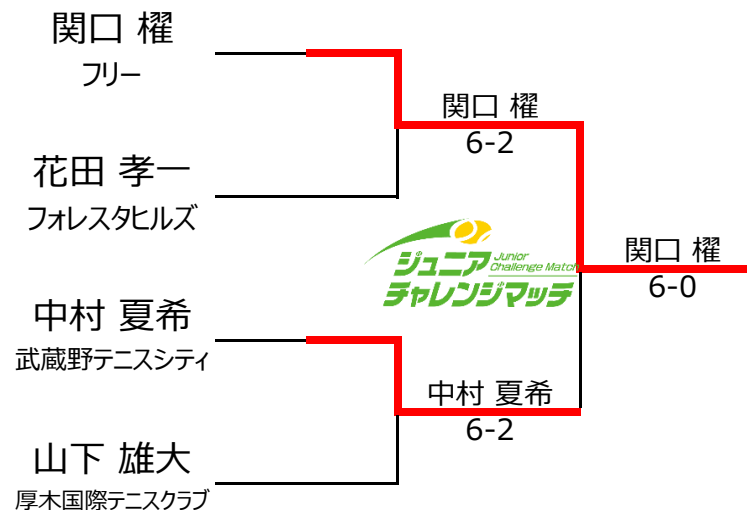 関口 櫂
フリー
関口 櫂
6-2
花田 孝一
フォレスタヒルズ
ジュニア Junior Challenge Match
チャレンジマッチ
関口 櫂
6-0
中村 夏希
武蔵野テニスシティ
中村 夏希
6-2
山下 雄大
厚木国際テニスクラブ